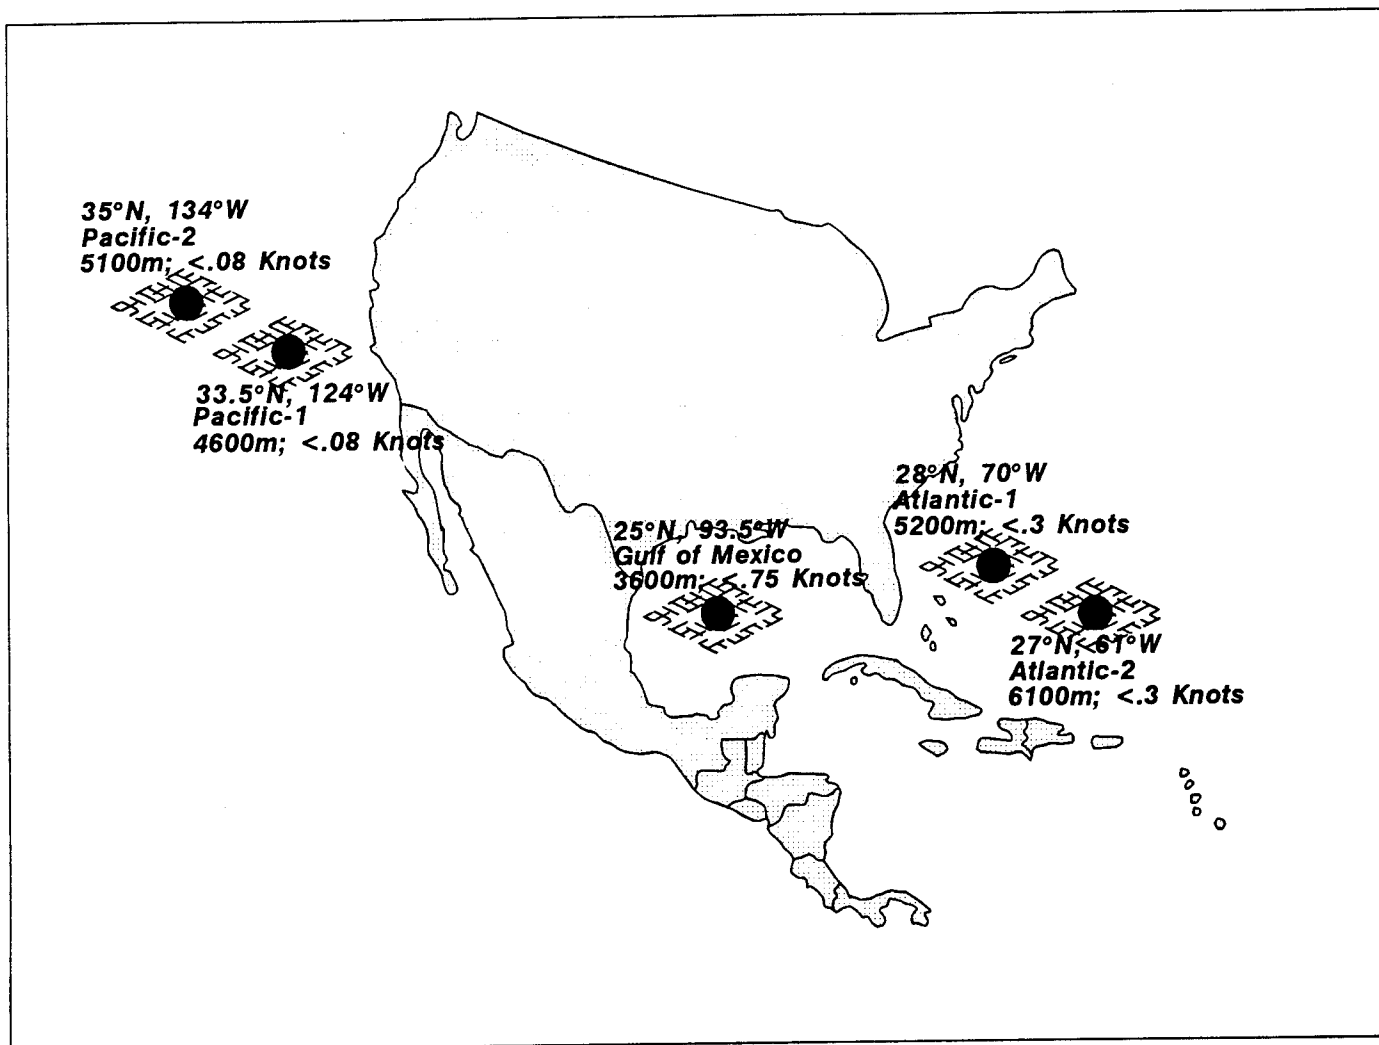 35°N, 134°W
Pacific-2
5100m; <.08 Knots
33.5°N, 124°W
Pacific-1
4600m; <.08 Knots
25°N, 93.5°W
Gulf of Mexico
3600m; <.75 Knots
28°N, 70°W
Atlantic-1
5200m; <.3 Knots
27°N, 61°W
Atlantic-2
6100m; <.3 Knots